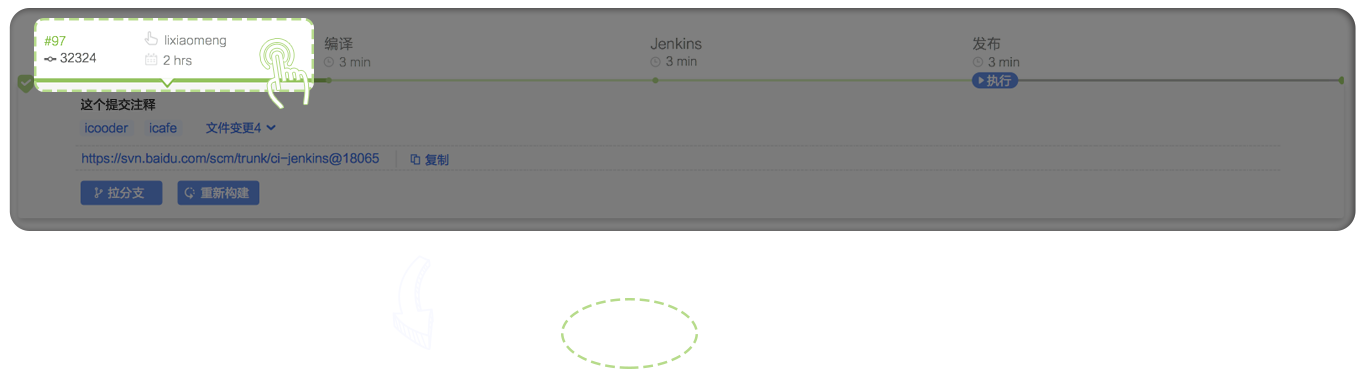 #97
lixiaomeng
32324
2 hrs
编译
3 min
Jenkins
3 min
发布
3 min
执行
这个提交注释
icooder icafe 文件变更4
https://svn.baidu.com/scm/trunk/ci-jenkins@18065 复制
拉分支 重新构建